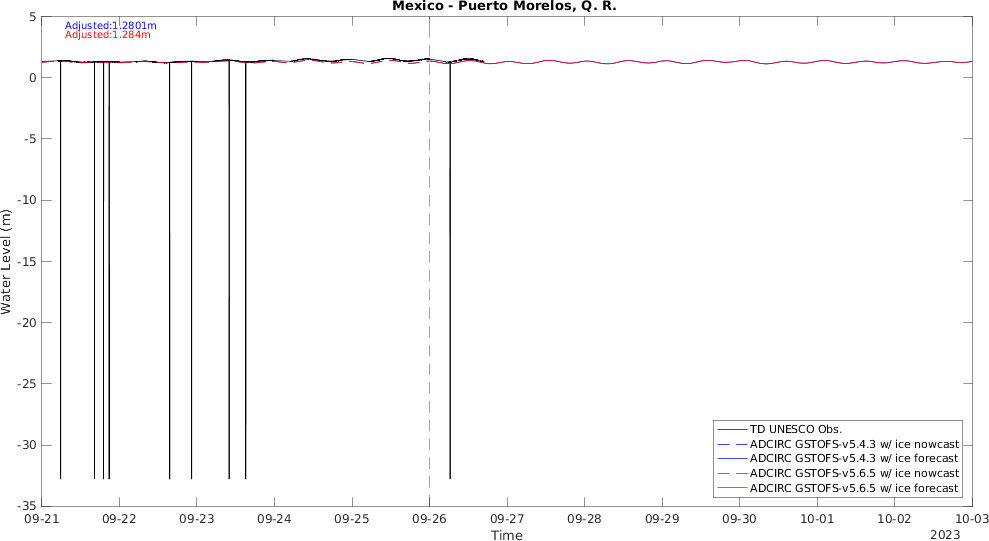 Mexico - Puerto Morelos, Q. R.
Adjusted:1.2801m
Adjusted:1.284m
5
0
-5
-10
-15
-20
-25
-30
-35
Water Level (m)
TD UNESCO Obs.
ADCIRC GSTOFS-v5.4.3 w/ ice nowcast
ADCIRC GSTOFS-v5.4.3 w/ ice forecast
ADCIRC GSTOFS-v5.6.5 w/ ice nowcast
ADCIRC GSTOFS-v5.6.5 w/ ice forecast
09-21 09-22 09-23 09-24 09-25 09-26 09-27 09-28 09-29 09-30 10-01 10-02 10-03
Time
2023